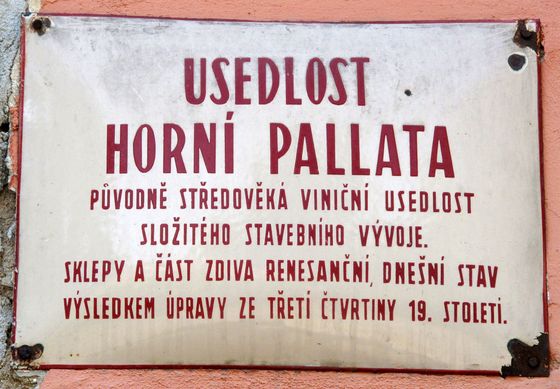 USEDLOST
HORNÍ PALLATA
PŮVODNĚ STŘEDOVĚKÁ VINIČNÍ USEDLOST
SLOŽITÉHO STAVEBNÍHO VÝVOJE.
SKLEPY A ČÁST ZDIVA RENESANČNÍ, DNEŠNÍ STAV
VÝSLEDKEM ÚPRAVY ZE TŘETÍ ČTVRTINY 19. STOLETÍ.